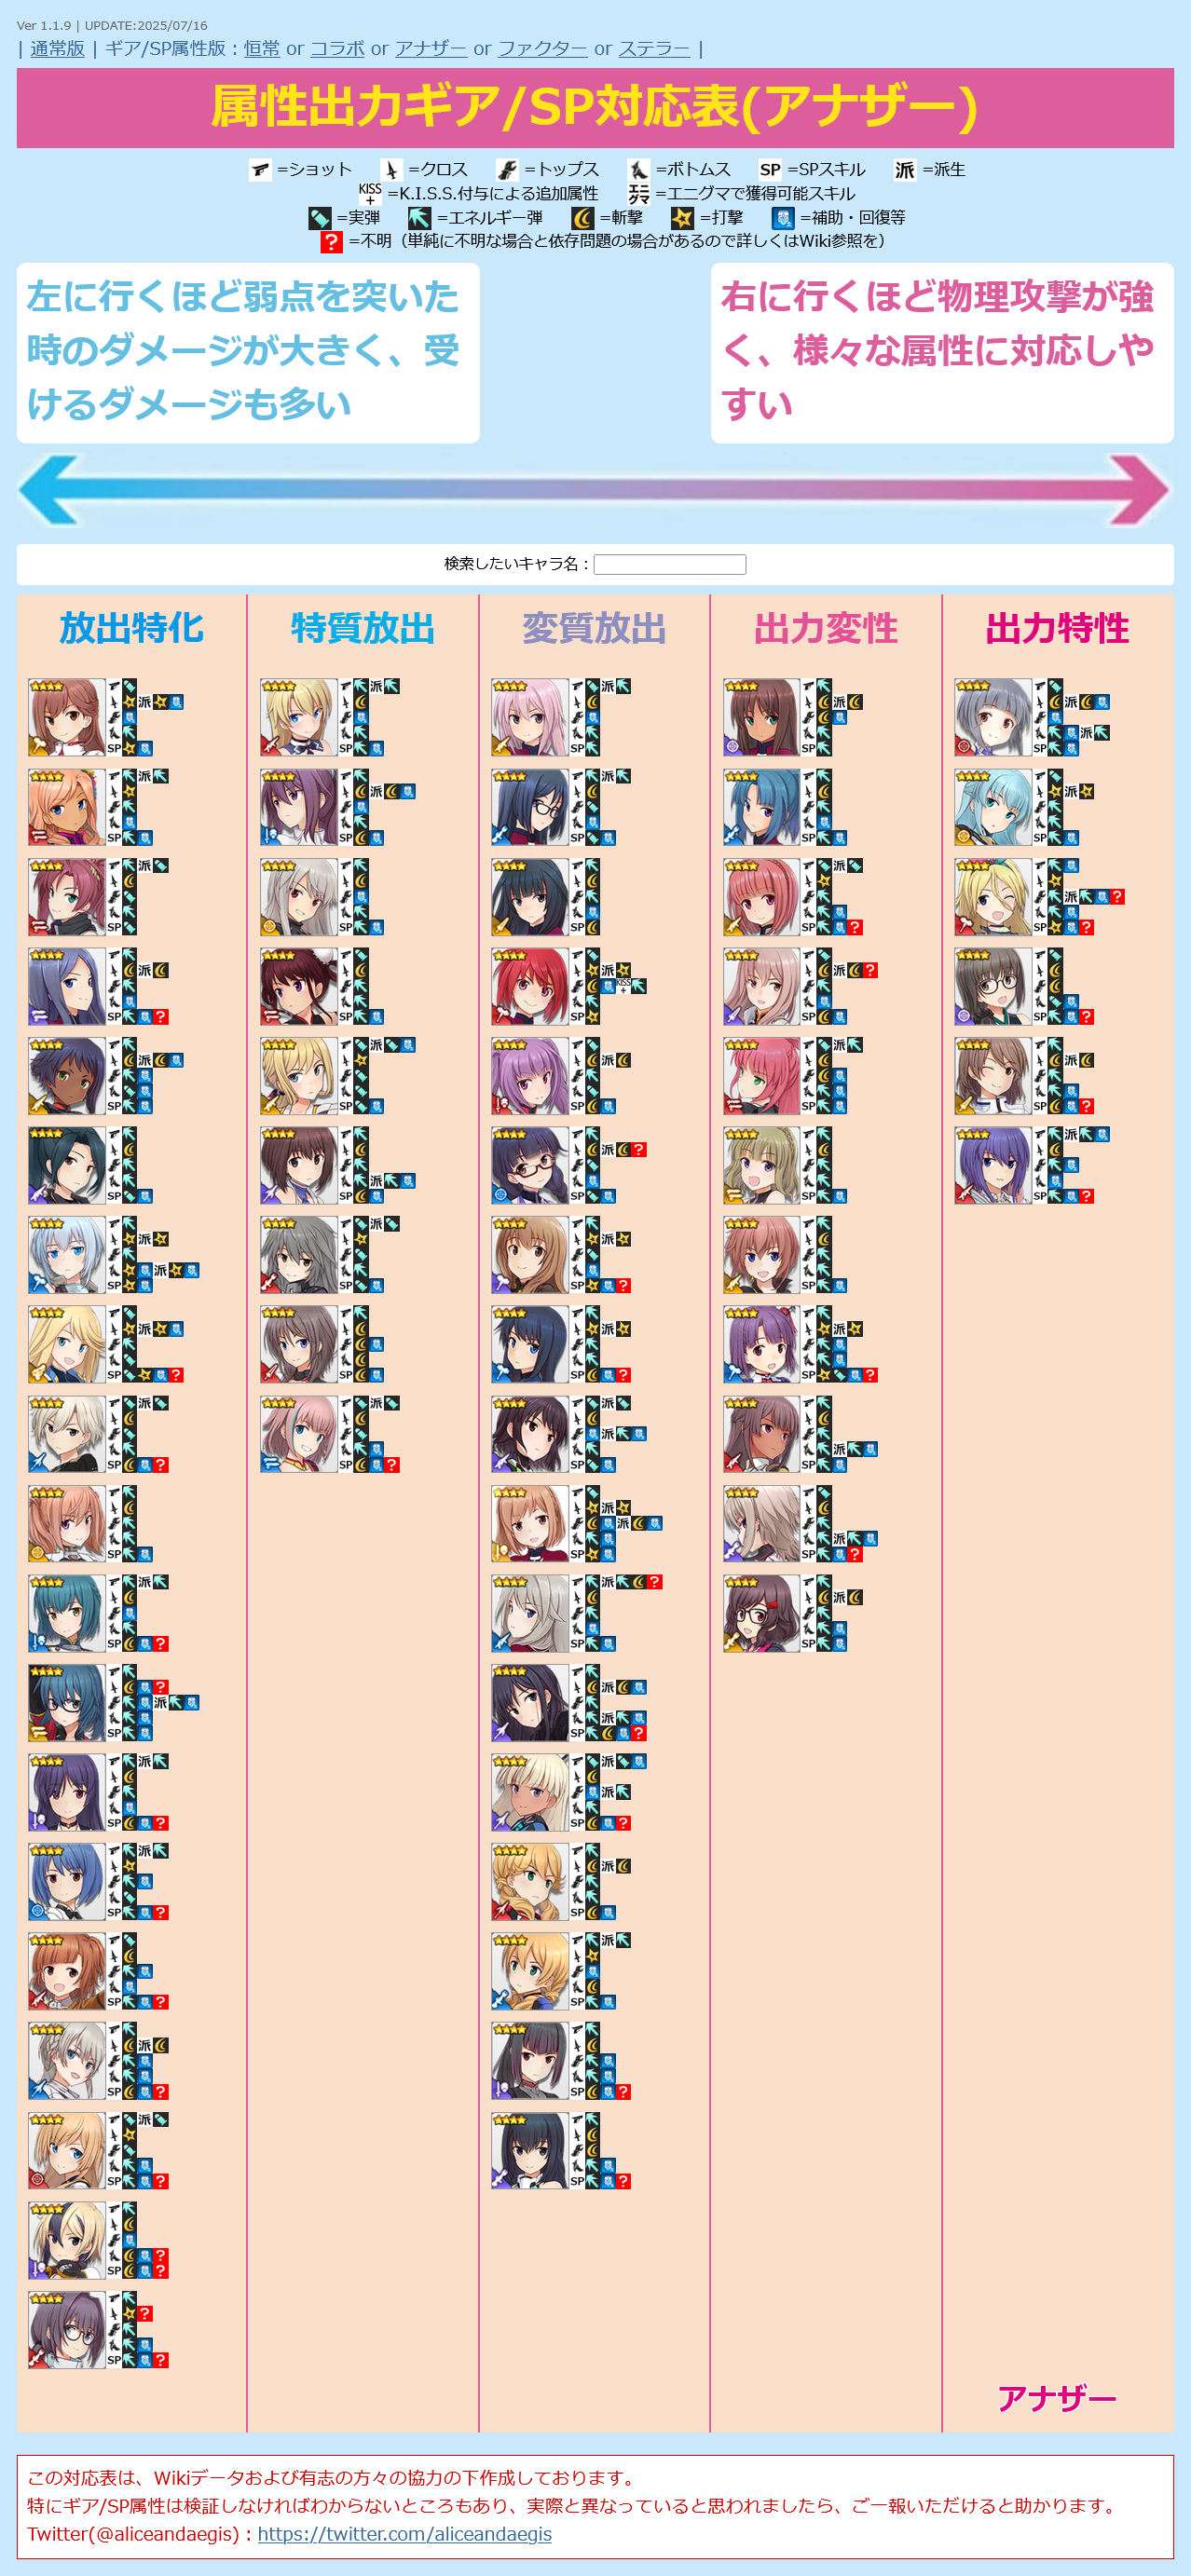 Ver 1.1.9 | UPDATE:2025/07/16
| 通常版 | ギア/SP属性版 : 恒常 or コラボ or アナザー or ファクター or ステラー |
属性出力ギア/SP対応表(アナザー)
=ショット =クロス =トップス =ボトムス SP =SPスキル 派 =派生
KISS+ =K.I.S.S.付与による追加属性 エニグマ =エニグマで獲得可能スキル
=実弾 =エネルギー弾 =斬撃 =打撃 =補助・回復等
? =不明（単純に不明な場合と依存問題の場合があるので詳しくはWiki参照を）
左に行くほど弱点を突いた
時のダメージが大きく、受
けるダメージも多い
右に行くほど物理攻撃が強
く、様々な属性に対応しや
すい
検索したいキャラ名 :
放出特化 特質放出 変質放出 出力変性 出力特性
アナザー
この対応表は、Wikiデータおよび有志の方々の協力の下作成しております。
特にギア/SP属性は検証しなければわからないところもあり、実際と異なっていると思われましたら、ご一報いただけると助かります。
Twitter(@aliceandaegis) : https://twitter.com/aliceandaegis